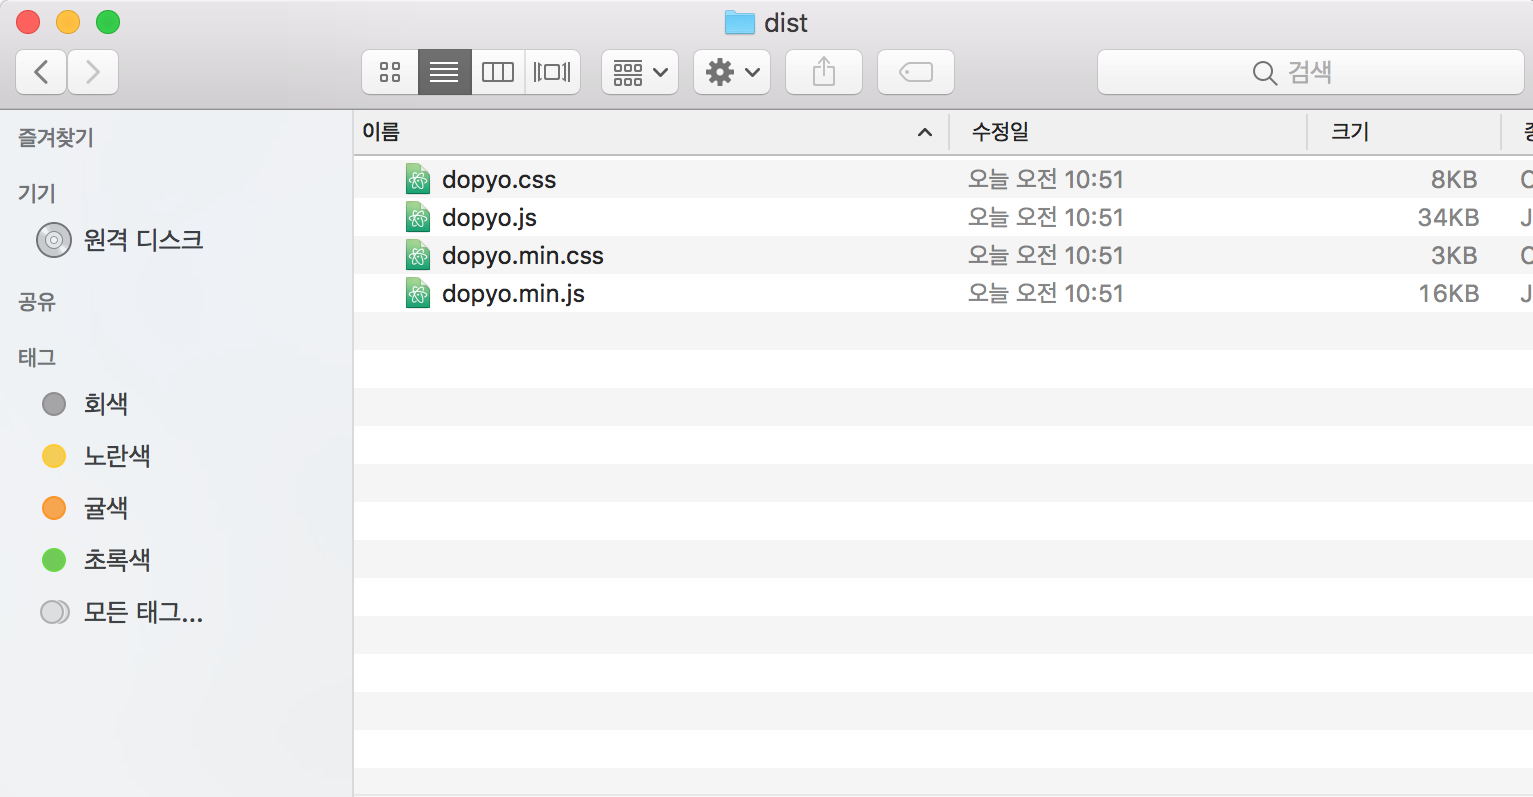 dist
검색
즐겨찾기
기기
원격 디스크
공유
태그
회색
노란색
귤색
초록색
모든 태그...
이름 수정일 크기
dopyo.css 오늘 오전 10:51 8KB
dopyo.js 오늘 오전 10:51 34KB J
dopyo.min.css 오늘 오전 10:51 3KB
dopyo.min.js 오늘 오전 10:51 16KB J